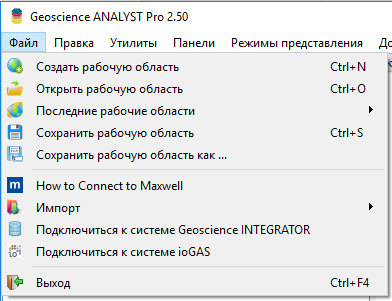 Geoscience ANALYST Pro 2.50
Файл Правка Утилиты Панели Режимы представления
Создать рабочую область Ctrl+N
Открыть рабочую область Ctrl+O
Последние рабочие области
Сохранить рабочую область Ctrl+S
Сохранить рабочую область как ...
m How to Connect to Maxwell
Импорт
Подключиться к системе Geoscience INTEGRATOR
Подключиться к системе ioGAS
Выход Ctrl+F4